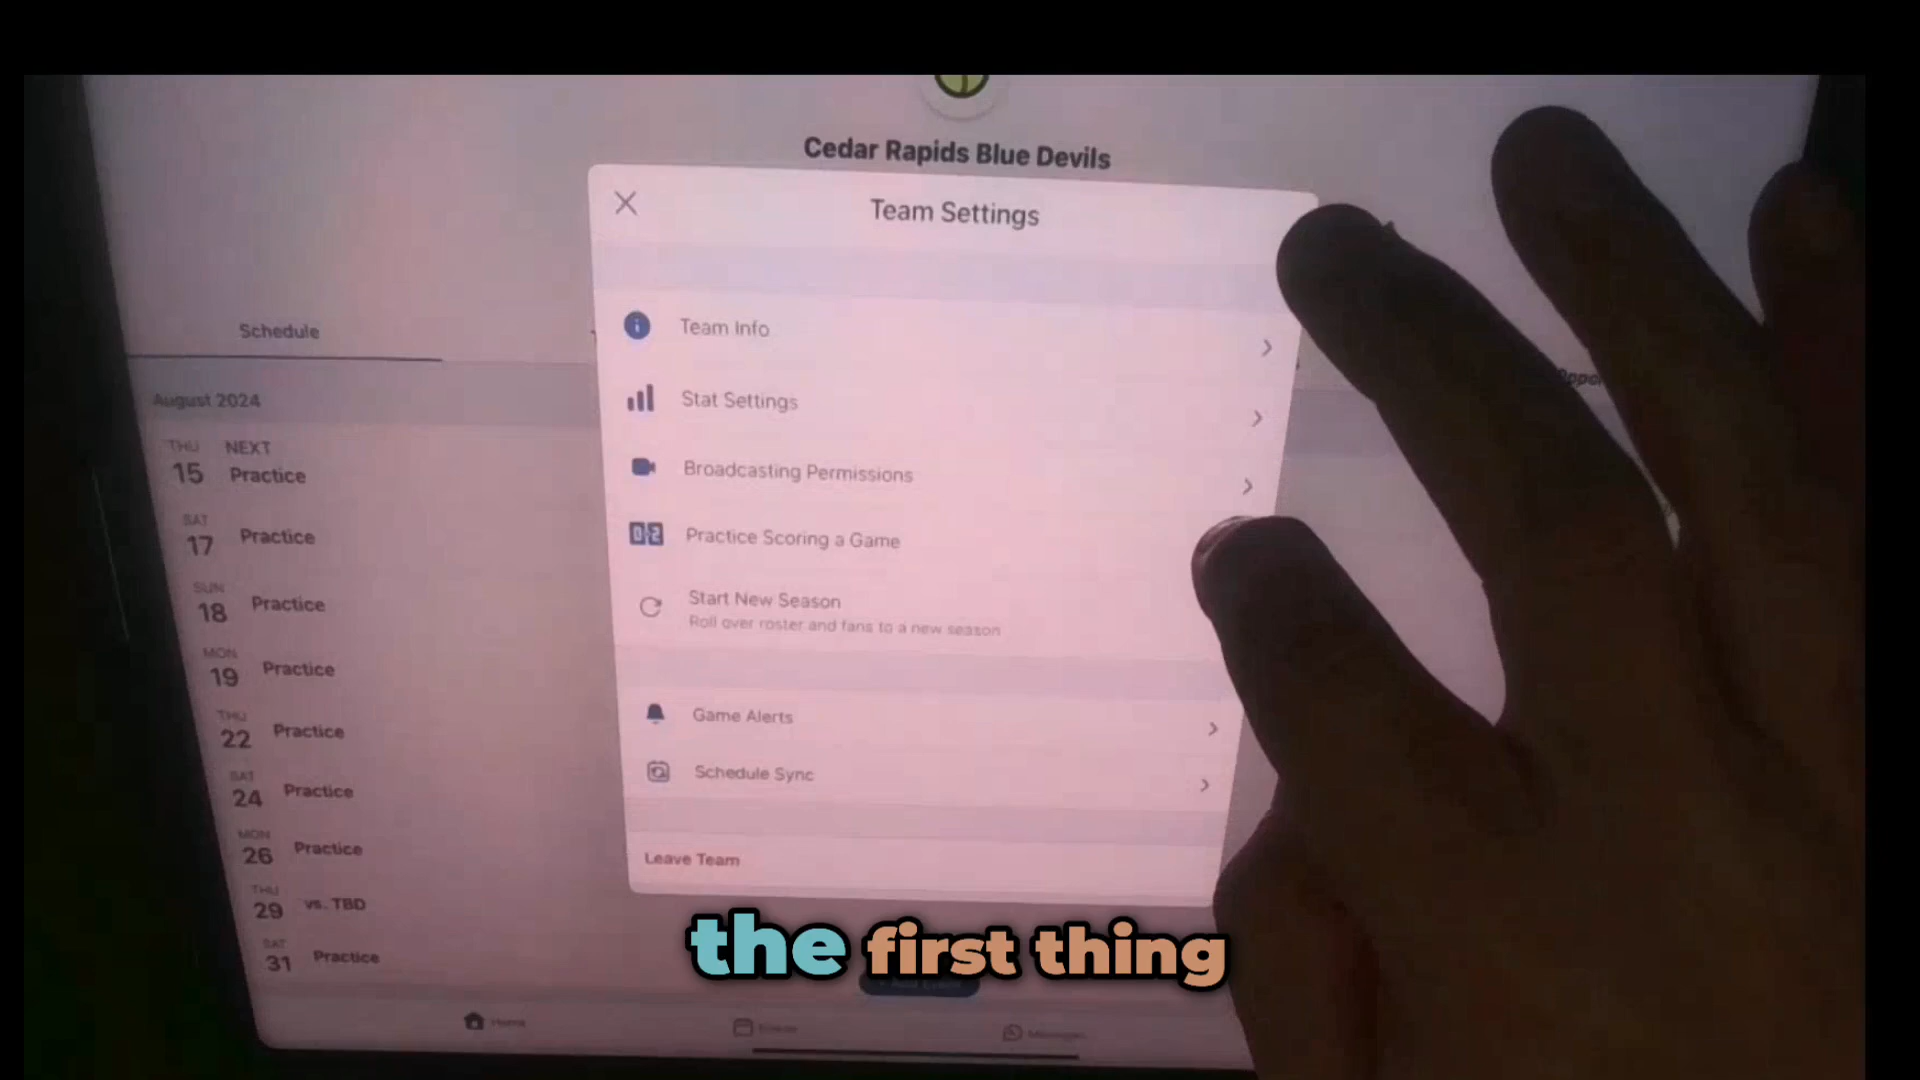 Cedar Rapids Blue Devils
Team Settings
Schedule
Team Info
Stat Settings
Broadcasting Permissions
Practice Scoring a Game
Start New Season
Roll over roster and fans to a new season
Game Alerts
Schedule Sync
Leave Team
August 2024
THU NEXT
15 Practice
SAT
17 Practice
SUN
18 Practice
MON
19 Practice
THU
22 Practice
SAT
24 Practice
MON
26 Practice
THU
29 vs. TBD
SAT
31 Practice
the first thing
Home
Messages